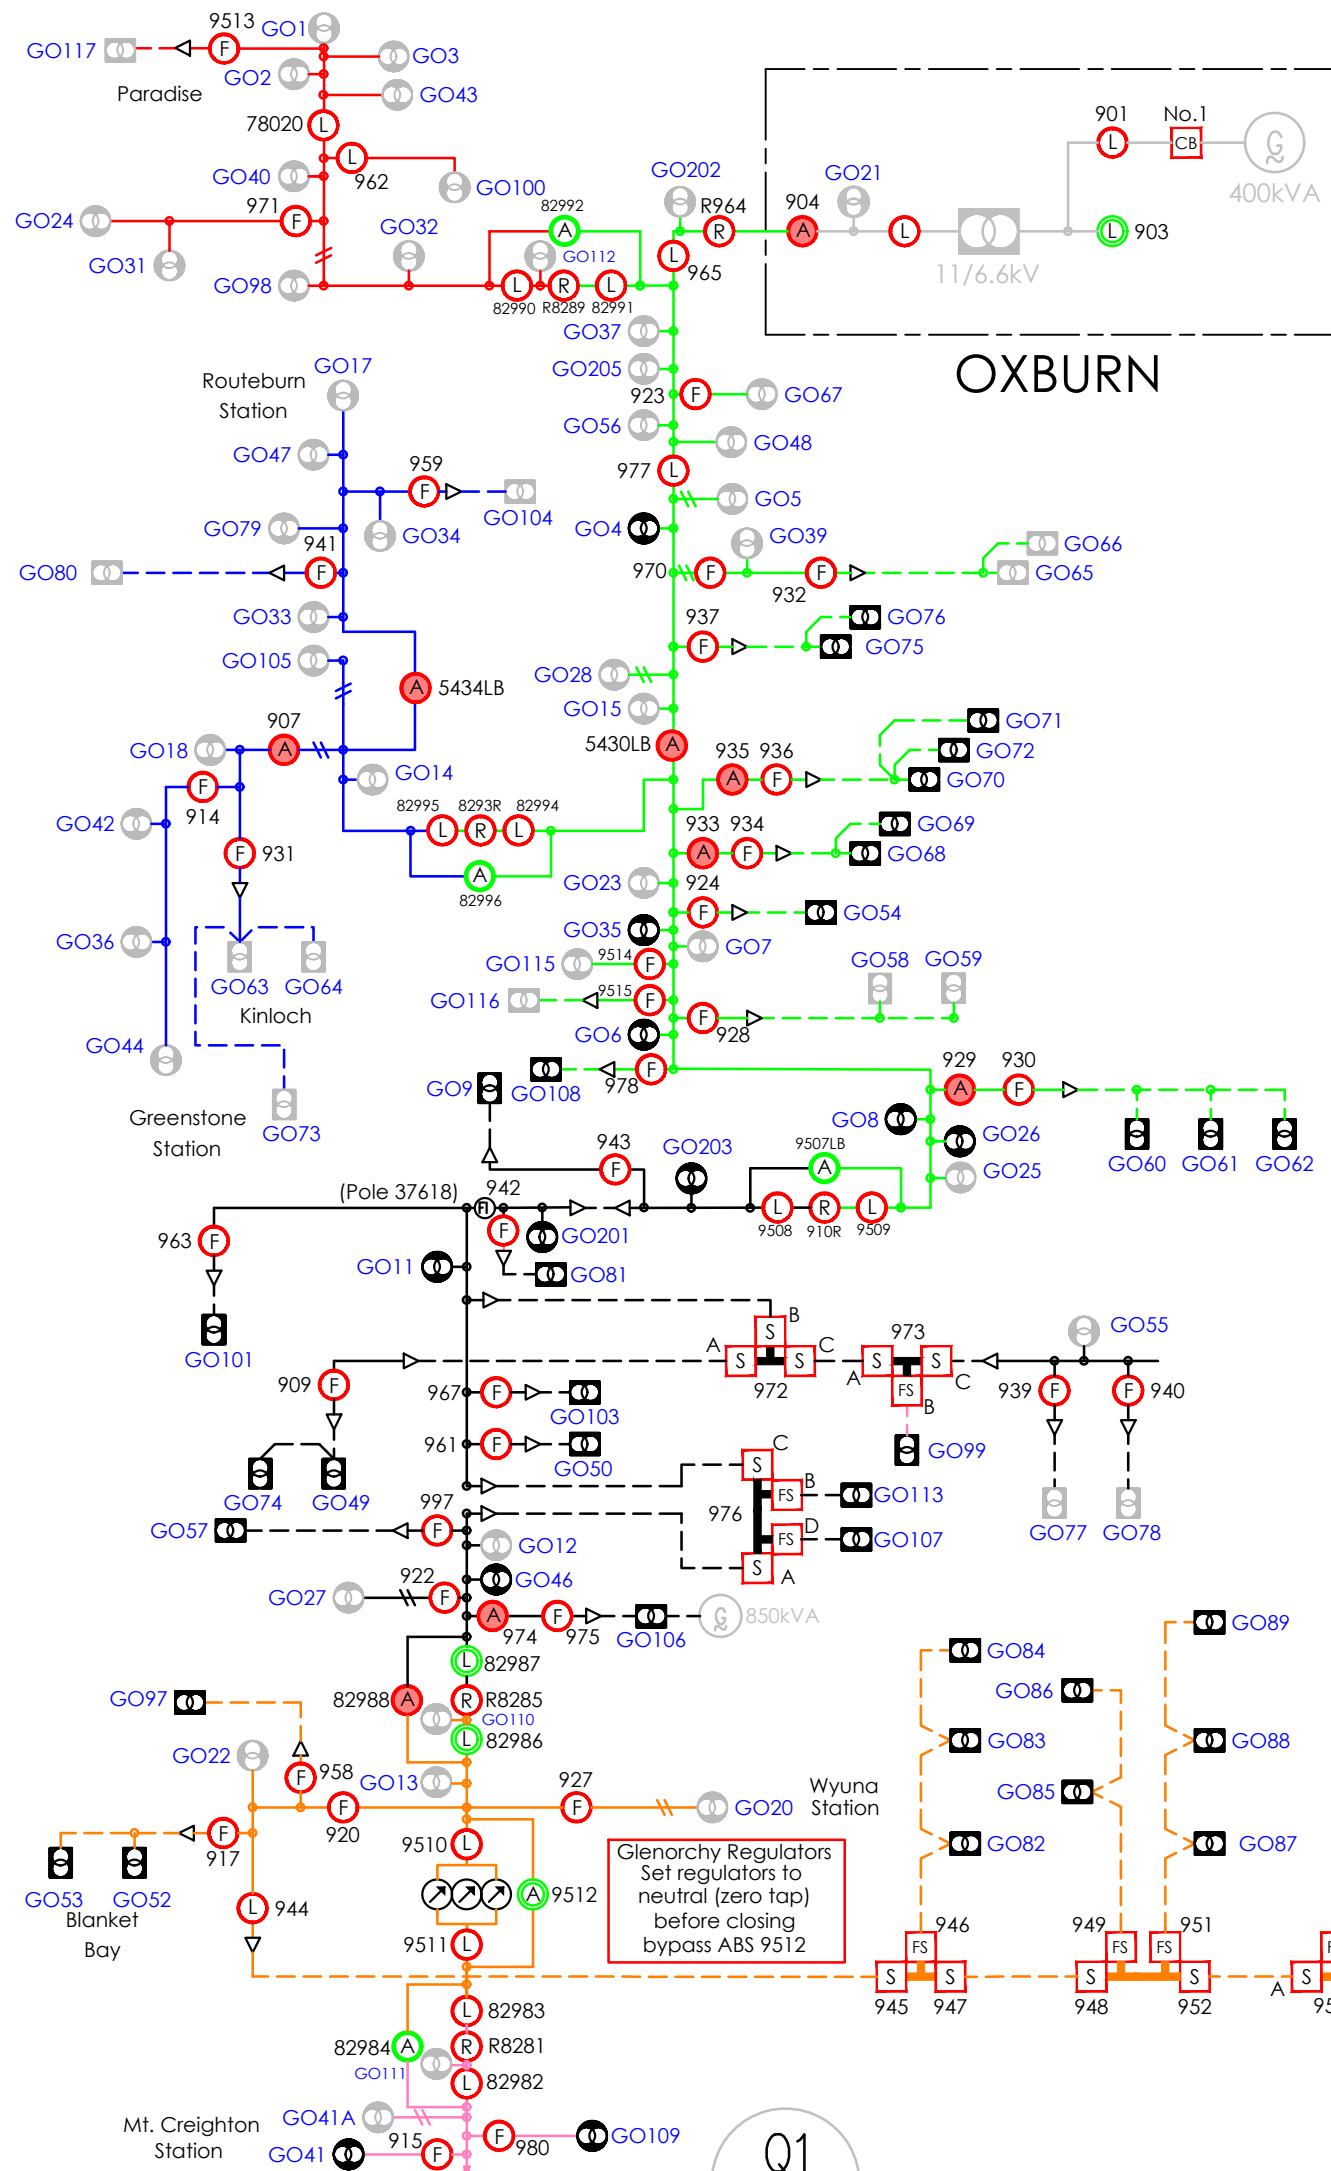 9513
GO1
GO117
F
GO3
GO2
Paradise
GO43
78020
L
L
962
GO40
GO100
971
GO24
F
GO31
GO32
82992
A
GO112
GO98
L
R
L
82990
R8289
82991
GO202
R964
R
L
965
904
A
GO21
L
11/6.6kV
901
L
No.1
CB
G
400kVA
L
903
OXBURN
GO37
GO205
923
F
GO67
GO56
GO48
977
L
GO5
GO4
GO39
970
F
F
932
GO66
GO65
937
F
GO76
GO75
GO28
GO15
5430LB
A
935
936
A
F
GO71
GO72
GO70
933
934
A
F
GO69
GO68
GO23
924
F
GO54
GO35
GO7
GO115
9514
F
GO116
9515
F
GO58
GO59
F
928
GO6
GO108
978
F
Routeburn
Station
GO17
GO47
959
F
GO104
GO79
GO34
941
GO80
F
GO33
GO105
A
5434LB
907
GO18
A
GO14
F
914
GO42
F
931
82995
8293R
82994
L
R
L
A
82996
GO36
GO63
GO64
Kinloch
GO44
GO73
Greenstone
Station
929
930
A
F
GO8
GO26
GO25
GO60
GO61
GO62
GO9
943
F
GO203
9507LB
A
L
R
L
9508
910R
9509
(Pole 37618)
942
FI
F
GO201
GO81
963
F
GO101
GO11
B
S
A
S
S
C
972
973
S
S
A
FS
B
C
GO99
GO55
939
F
F
940
GO77
GO78
909
F
GO74
GO49
967
F
GO103
961
F
GO50
C
S
B
FS
GO113
976
D
FS
GO107
S
A
997
GO57
F
GO12
GO46
922
GO27
F
A
974
F
975
GO106
G
850kVA
L
82987
82988
A
R
R8285
GO110
L
82986
GO97
GO22
F
958
GO13
F
920
927
F
GO20
F
917
GO53
GO52
Blanket
Bay
L
944
9510
L
A
9512
9511
L
Glenorchy Regulators
Set regulators to
neutral (zero tap)
before closing
bypass ABS 9512
Wyuna
Station
GO84
GO83
GO82
GO86
GO85
GO89
GO88
GO87
946
FS
S
S
945
947
949
951
FS
FS
S
S
948
952
A
S
L
82983
82984
A
R
R8281
GO111
L
82982
Mt. Creighton
Station
GO41A
915
GO41
F
F
980
GO109
Q1